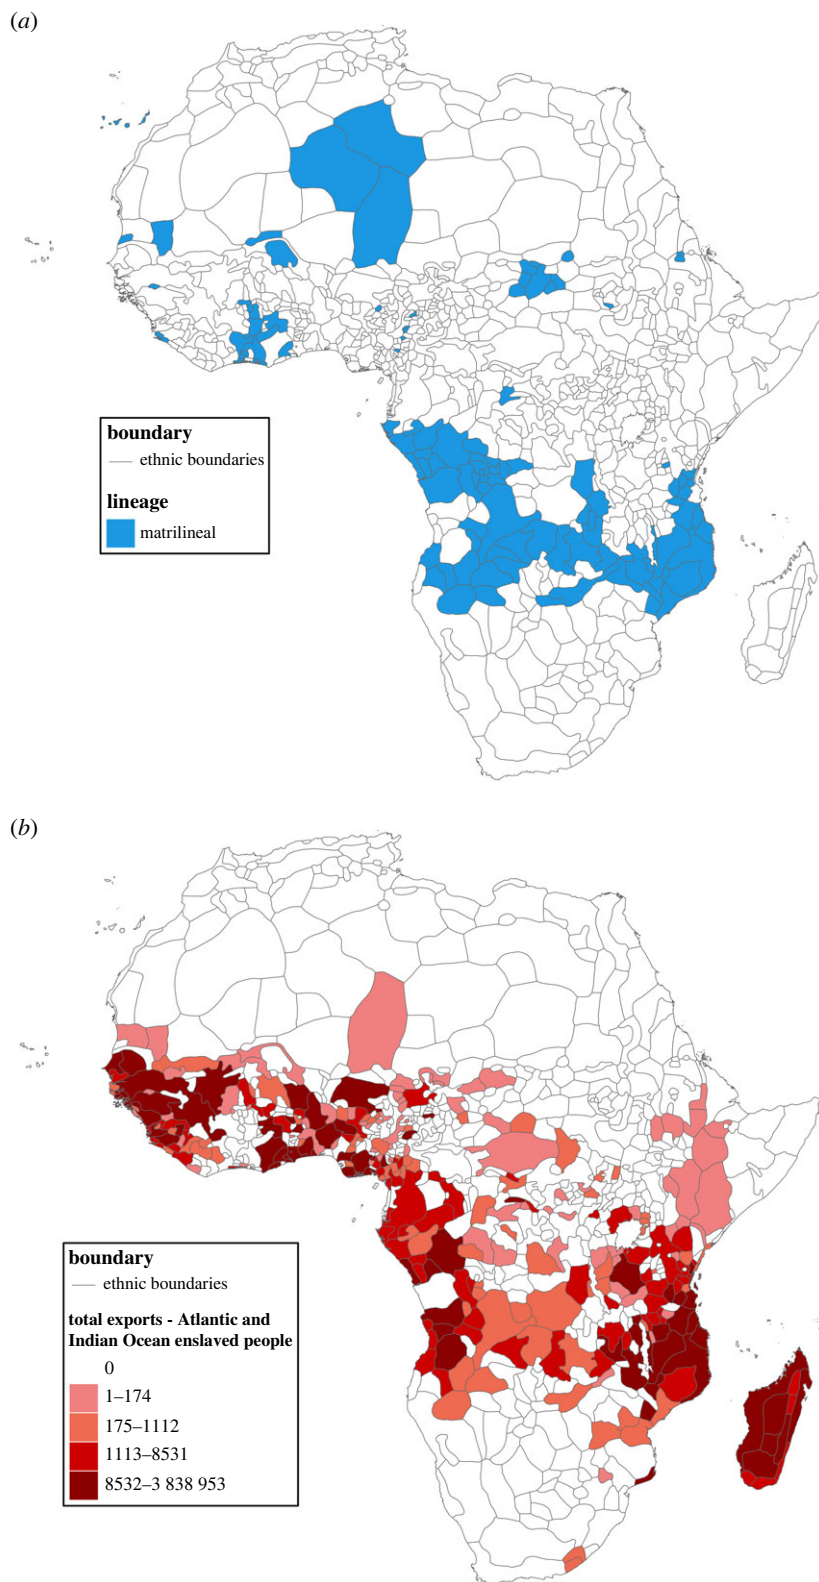 (a)
boundary
ethnic boundaries
lineage
matrilineal
(b)
boundary
ethnic boundaries
total exports - Atlantic and
Indian Ocean enslaved people
0
1–174
175–1112
1113–8531
8532–3 838 953